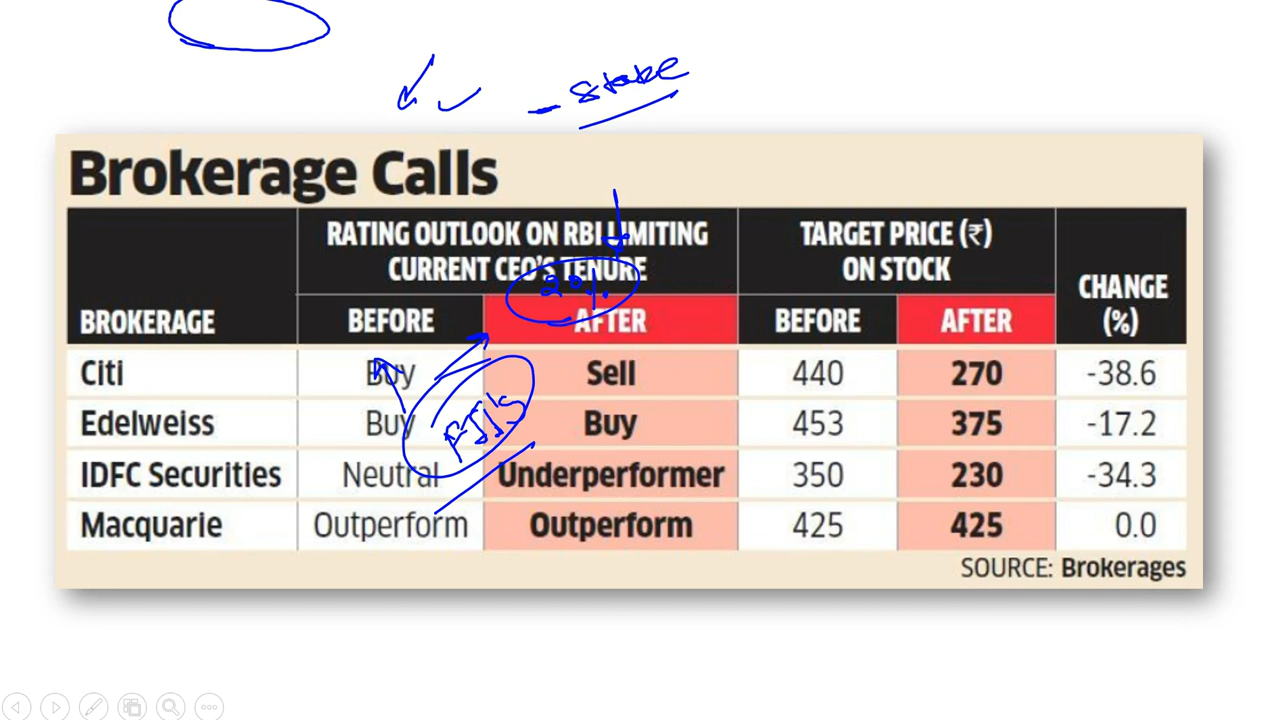 - stake
Brokerage Calls
RATING OUTLOOK ON RBI LIMITING
CURRENT CEO'S TENURE
TARGET PRICE (₹)
ON STOCK
CHANGE
(%)
20%
BROKERAGE BEFORE AFTER BEFORE AFTER
Citi Buy Sell 440 270 -38.6
Edelweiss Buy Buy 453 375 -17.2
IDFC Securities Neutral Underperformer 350 230 -34.3
Macquarie Outperform Outperform 425 425 0.0
SOURCE: Brokerages